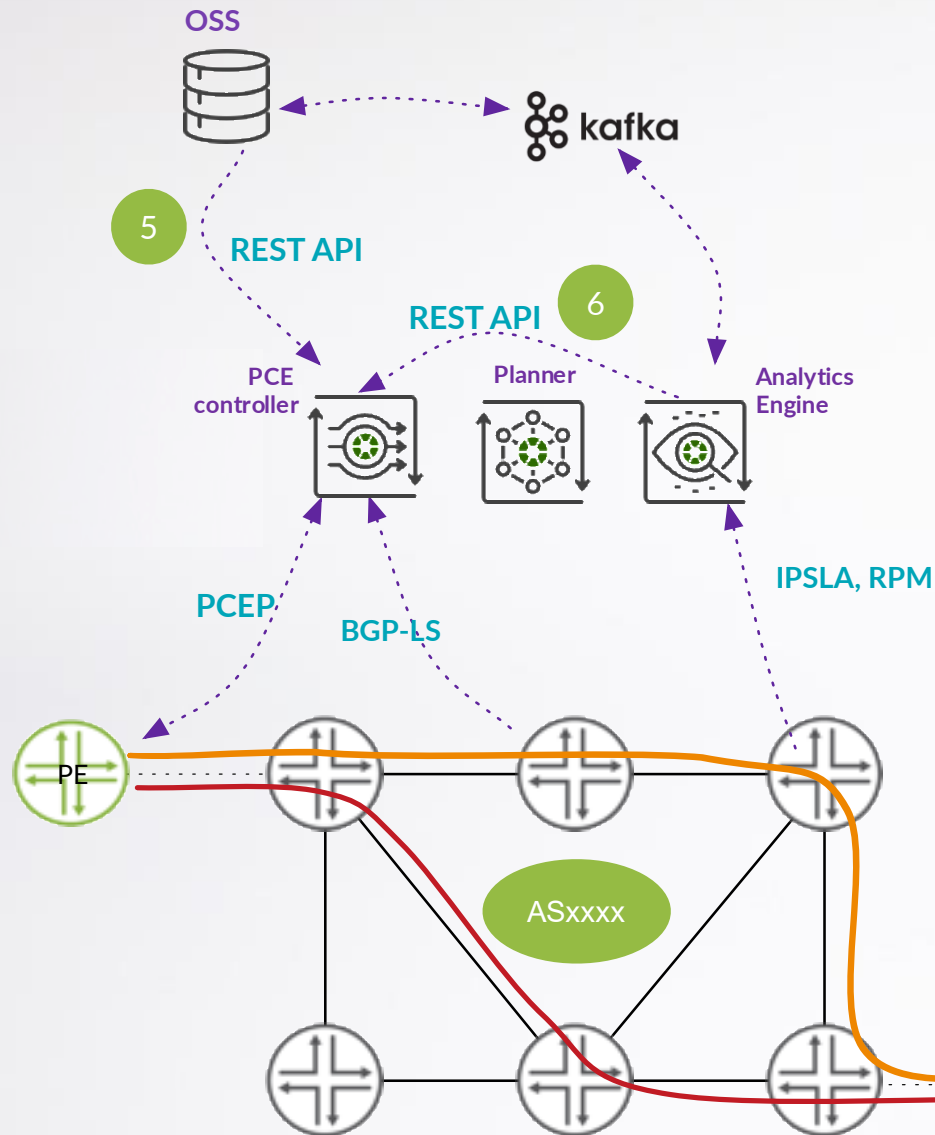 OSS
kafka
5
REST API
6
REST API
PCE
controller
Planner
Analytics
Engine
IPSLA, RPM
PCEP
BGP-LS
PE
ASxxxx